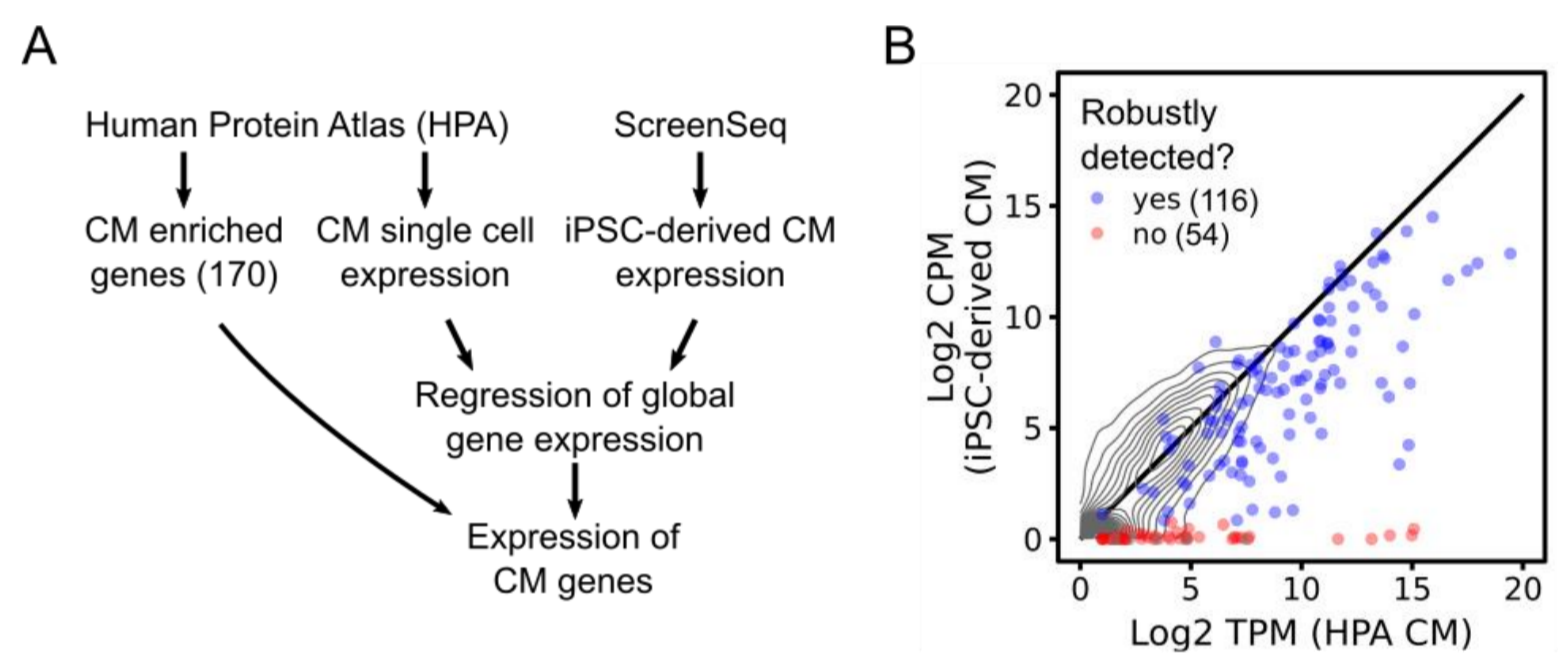 A
Human Protein Atlas (HPA)
ScreenSeq
CM enriched
genes (170)
CM single cell
expression
iPSC-derived CM
expression
Regression of global
gene expression
Expression of
CM genes
B
Log2 CPM
(iPSC-derived CM)
20
15
10
5
0
Robustly
detected?
yes (116)
no (54)
0 5 10 15 20
Log2 TPM (HPA CM)